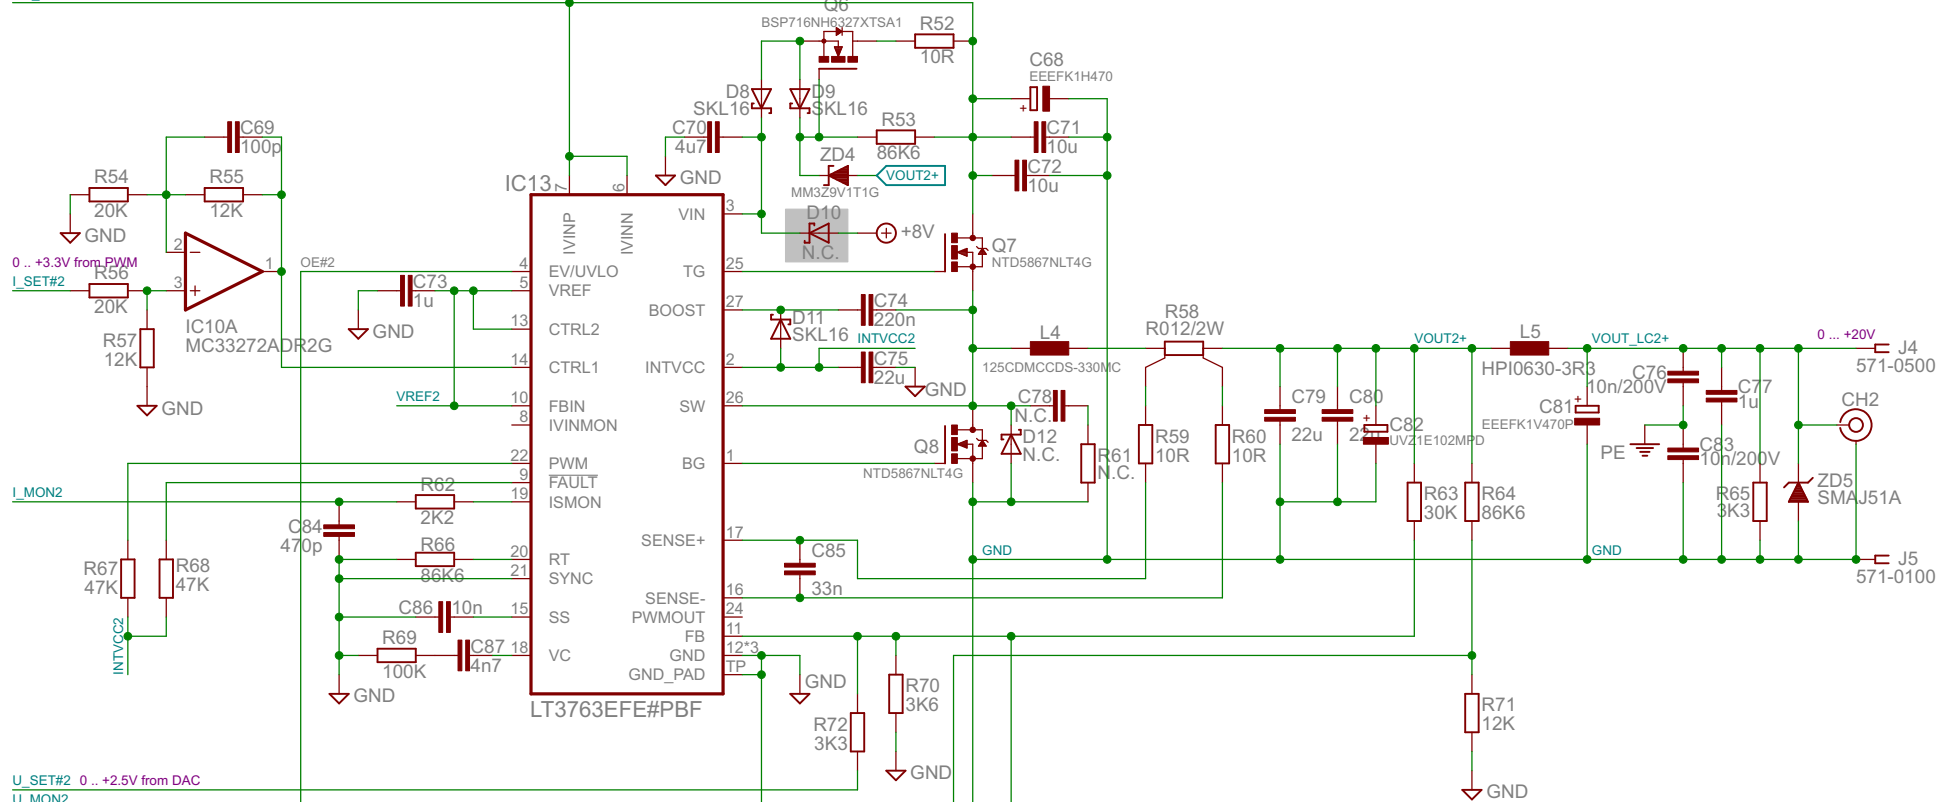 Q6
BSP716NH6327XTSA1
R52
10R
C68
EEEFK1H470
+
D8
SKL16
D9
SKL16
C69
100p
C70
4u7
R53
86K6
C71
10u
ZD4
VOUT2+
MM3Z9V1T1G
C72
10u
GND
R54
20K
R55
12K
GND
IC13
7
6
IVINP
IVINN
VIN
3
D10
N.C.
+8V
2
3
1
IC10A
MC33272ADR2G
0 .. +3.3V from PWM
I_SET#2
R56
20K
R57
12K
GND
OE#2
4
EV/UVLO
5
VREF
C73
1u
GND
13
CTRL2
14
CTRL1
VREF2
10
FBIN
8
IVINMON
TG
25
Q7
NTD5867NLT4G
BOOST
27
C74
220n
D11
SKL16
INTVCC2
INTVCC
2
C75
22u
GND
SW
26
L4
125CDMCCDS-330MC
R58
R012/2W
VOUT2+
L5
HPI0630-3R3
VOUT_LC2+
0 ... +20V
J4
571-0500
C78
N.C.
D12
N.C.
R61
N.C.
Q8
NTD5867NLT4G
BG
1
R59
10R
R60
10R
C79
22u
C80
+
C82
UVZ1E102MPD
C76
10n/200V
C77
1u
C81
+
EEEFK1V470P
PE
C83
10n/200V
CH2
ZD5
SMAJ51A
R63
30K
R64
86K6
R65
3K3
22
PWM
9
FAULT
19
ISMON
I_MON2
R62
2K2
C84
470p
R66
86K6
20
RT
21
SYNC
R67
47K
R68
47K
INTVCC2
C86
10n
15
SS
R69
100K
C87
4n7
18
VC
GND
SENSE+
17
C85
33n
SENSE-
16
PWMOUT
24
FB
11
GND
12*3
GND_PAD
TP
GND
LT3763EFE#PBF
GND
GND
J5
571-0100
R70
3K6
R72
3K3
GND
R71
12K
GND
U_SET#2 0 .. +2.5V from DAC
U_MON2